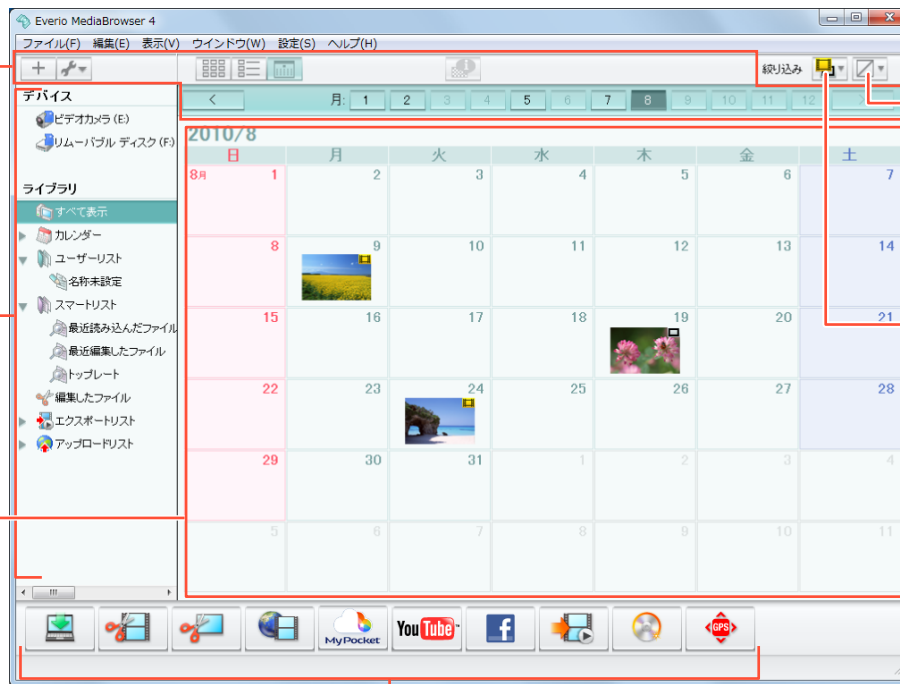 Everio MediaBrowser 4
ファイル(F) 編集(E) 表示(V) ウインドウ(W) 設定(S) ヘルプ(H)
絞り込み
デバイス
ビデオカメラ (E:)
リムーバブル ディスク (F:)
ライブラリ
すべて表示
カレンダー
ユーザーリスト
名称未設定
スマートリスト
最近読み込んだファイル
最近編集したファイル
トップレート
編集したファイル
エクスポートリスト
アップロードリスト
< 月: 1 2 3 4 5 6 7 8 9 10 11 12 >
2010/8
日 月 火 水 木 金 土
8月 1 2 3 4 5 6 7
8 9 10 11 12 13 14
15 16 17 18 19 20 21
22 23 24 25 26 27 28
29 30 31 1 2 3 4
5 6 7 8 9 10 11
MyPocket
YouTube
f
GPS